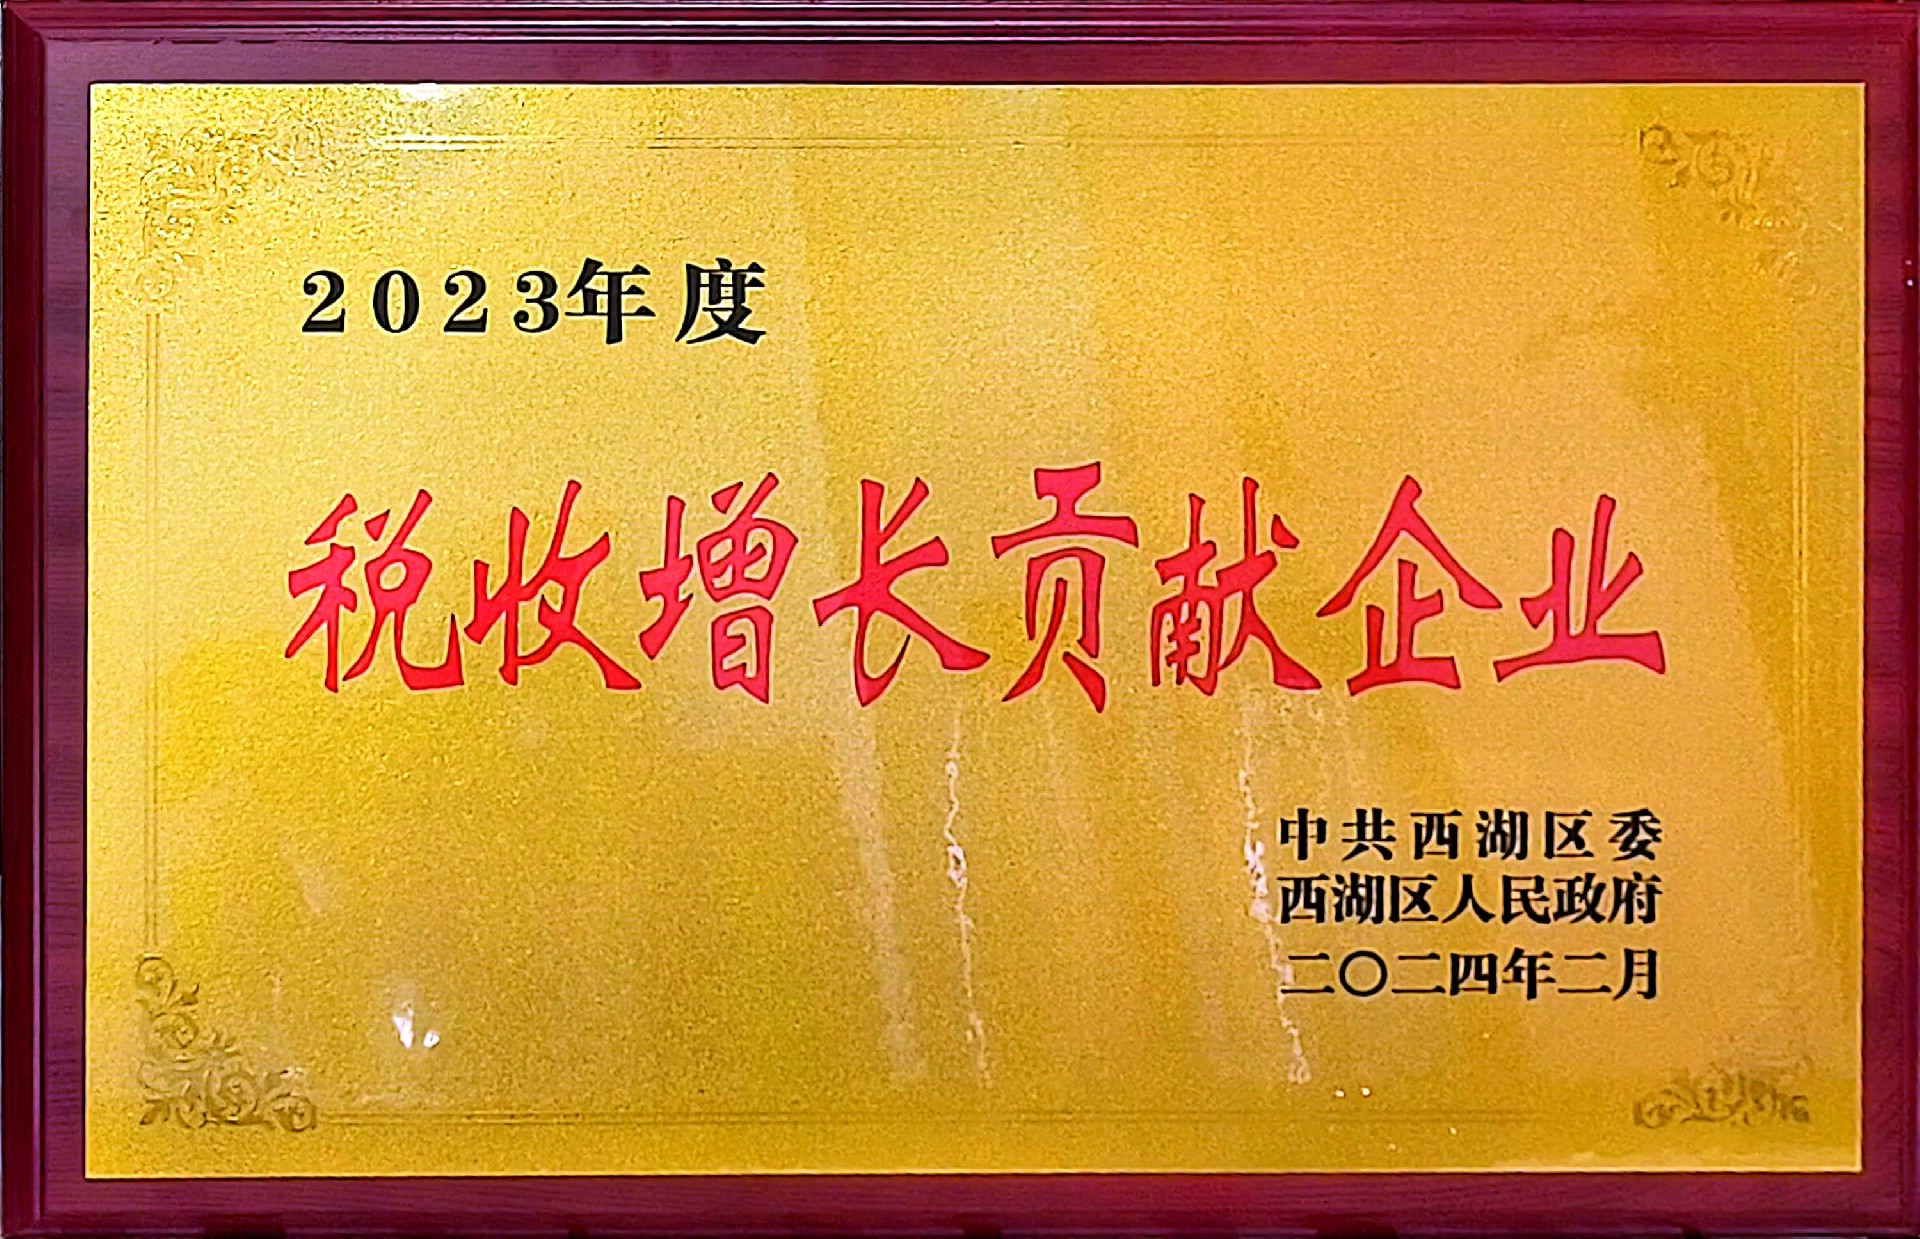 2023年度
税收增长贡献企业
中共西湖区委
西湖区人民政府
二〇二四年二月